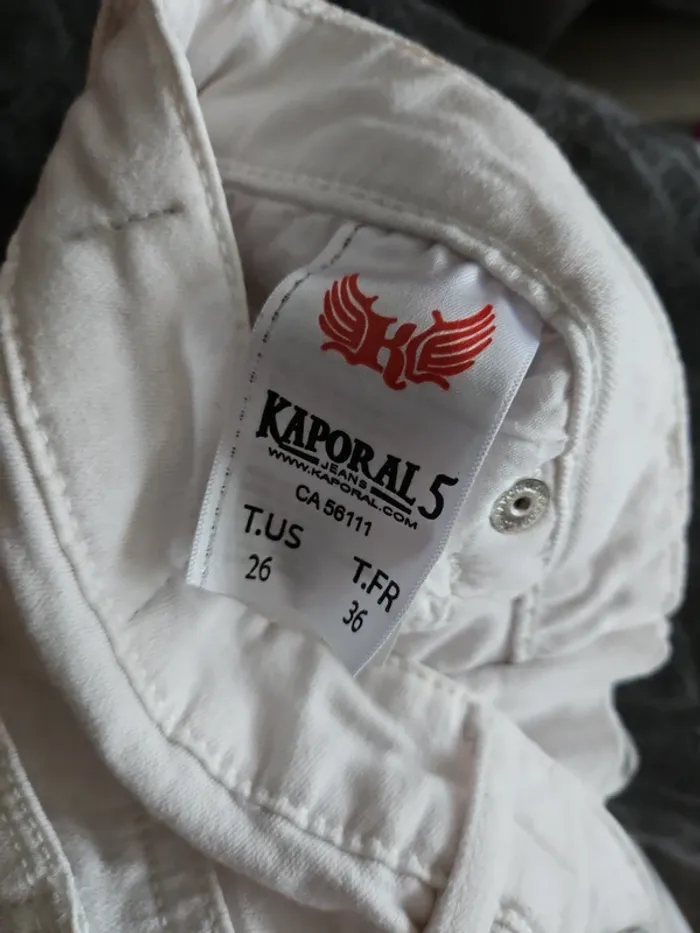 K
KAPORAL 5
JEANS
WWW.KAPORAL.COM
CA 56111
T.US
26
T.FR
36